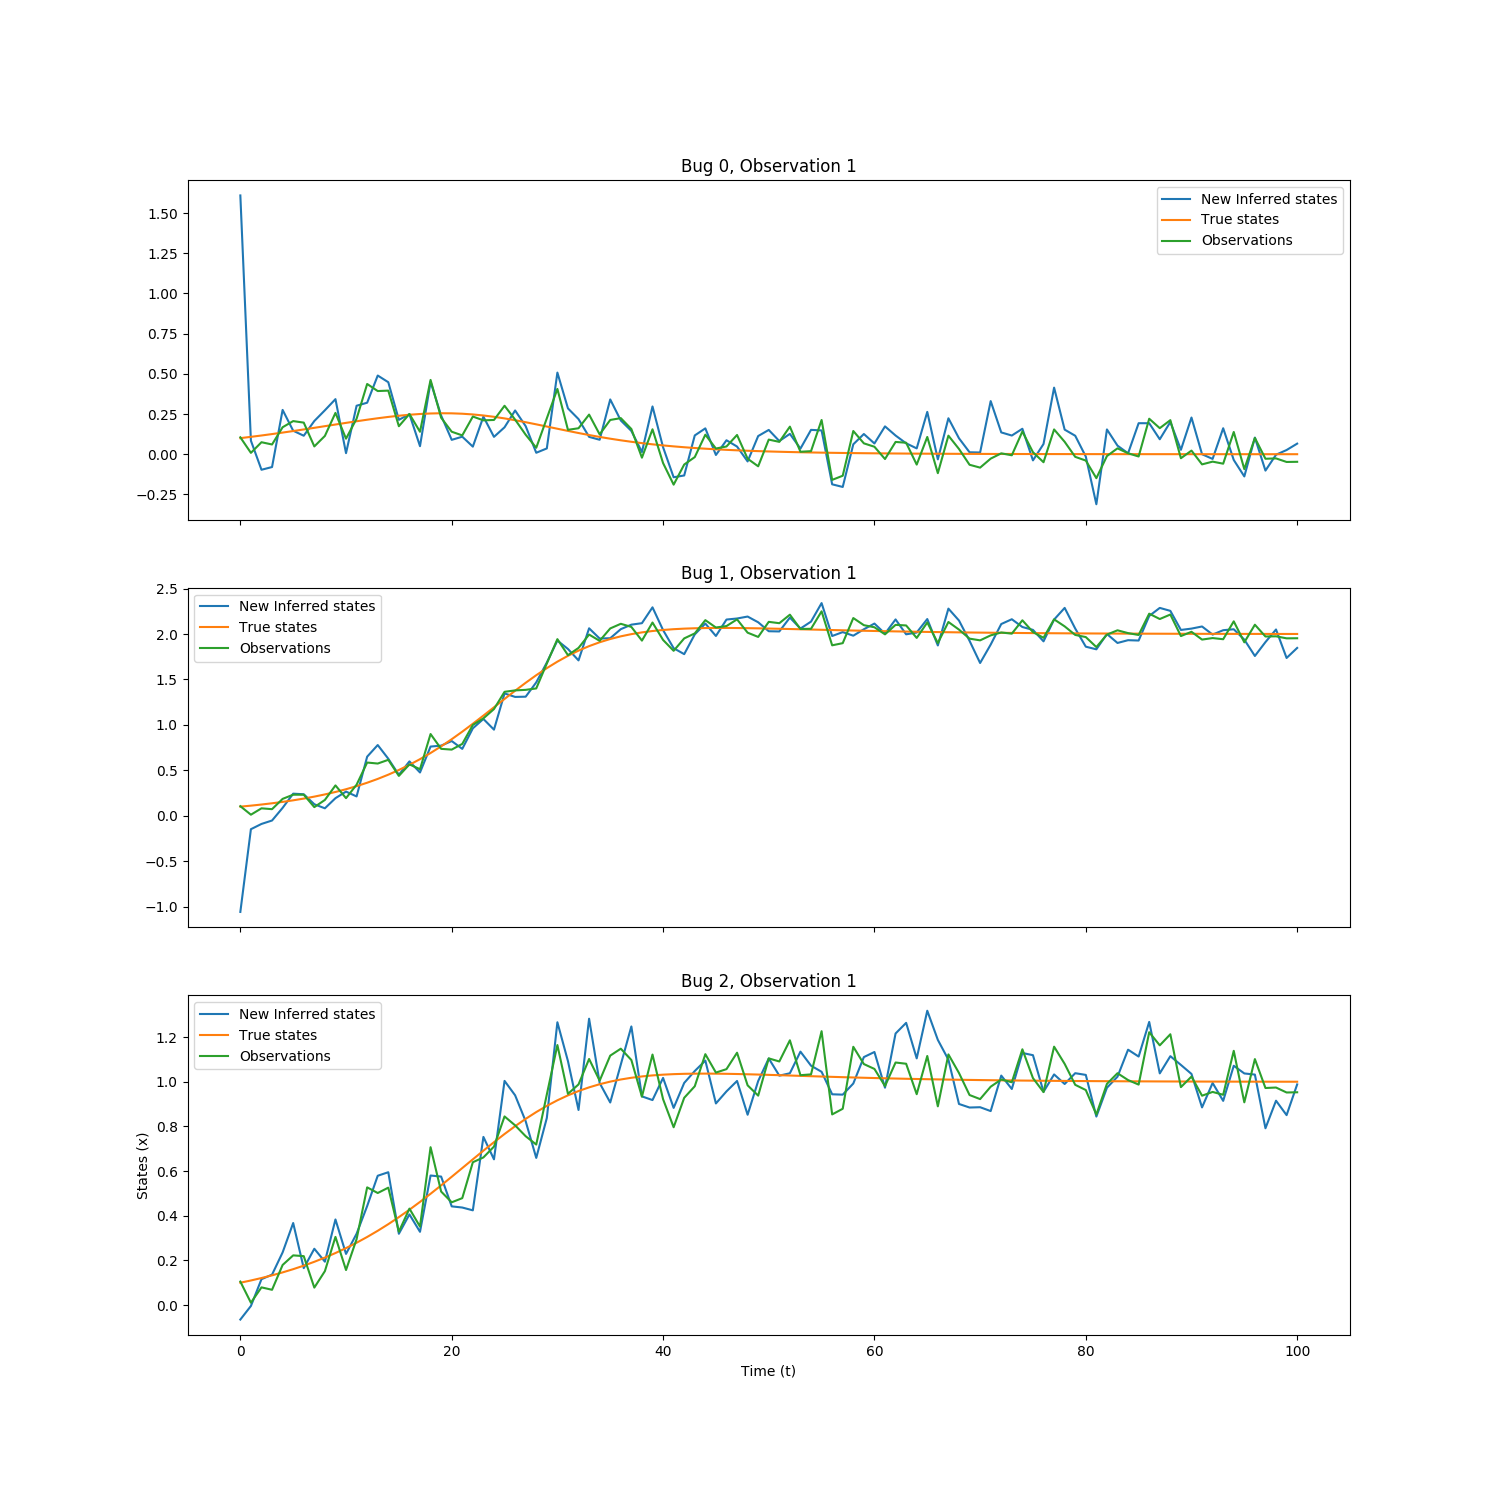 Bug 0, Observation 1
New Inferred states
True states
Observations
1.50
1.25
1.00
0.75
0.50
0.25
0.00
−0.25
Bug 1, Observation 1
New Inferred states
True states
Observations
2.5
2.0
1.5
1.0
0.5
0.0
−0.5
−1.0
Bug 2, Observation 1
New Inferred states
True states
Observations
1.2
1.0
0.8
0.6
0.4
0.2
0.0
States (x)
0 20 40 60 80 100
Time (t)